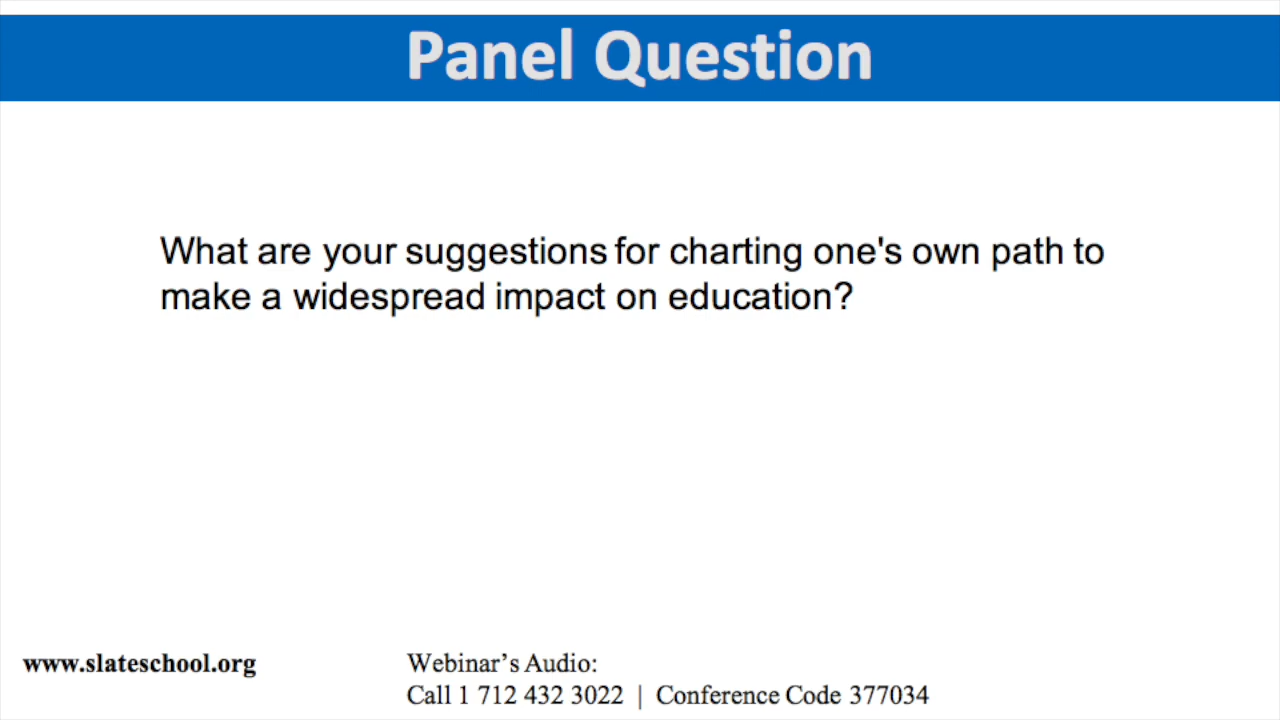 Panel Question
What are your suggestions for charting one's own path to
make a widespread impact on education?
www.slateschool.org
Webinar’s Audio:
Call 1 712 432 3022 | Conference Code 377034